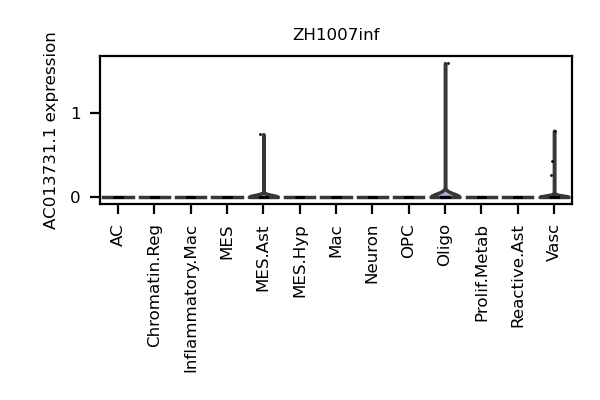 ZH1007inf
AC013731.1 expression
1
0
AC
Chromatin.Reg
Inflammatory.Mac
MES
MES.Ast
MES.Hyp
Mac
Neuron
OPC
Oligo
Prolif.Metab
Reactive.Ast
Vasc